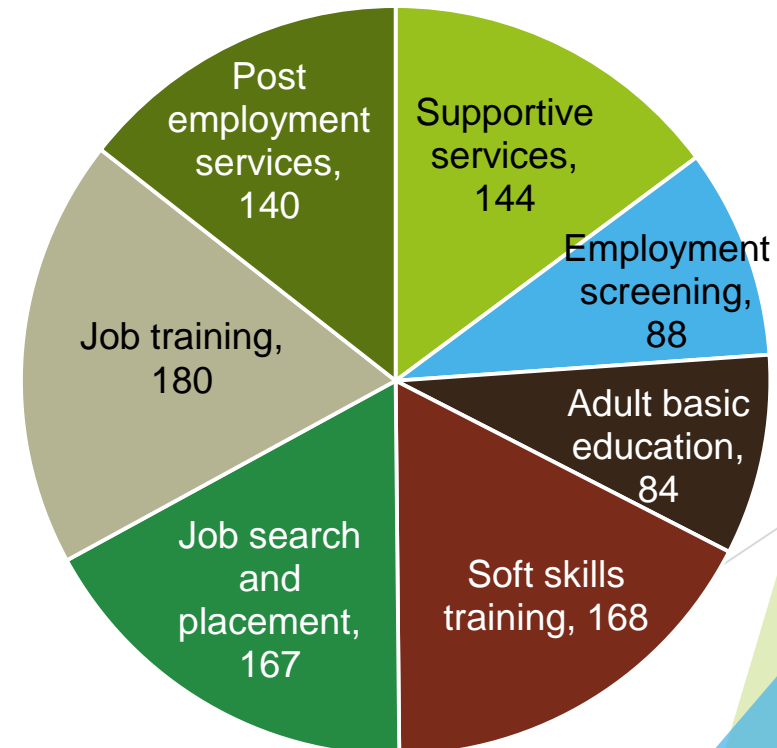 Post
employment
services,
140
Supportive
services,
144
Employment
screening,
88
Adult basic
education,
84
Soft skills
training, 168
Job search
and
placement,
167
Job training,
180